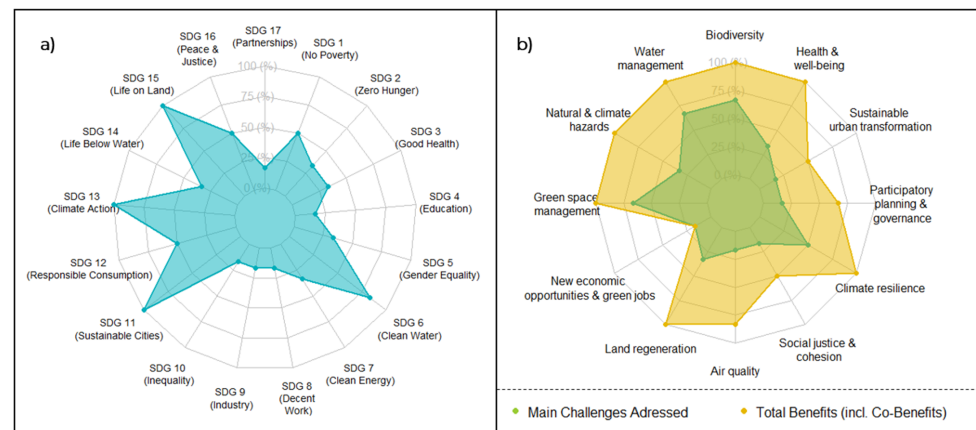 a)
SDG 17
(Partnerships)
SDG 16
(Peace &
Justice)
SDG 1
(No Poverty)
SDG 15
(Life on Land)
SDG 2
(Zero Hunger)
SDG 14
(Life Below Water)
SDG 3
(Good Health)
SDG 13
(Climate Action)
SDG 4
(Education)
SDG 12
(Responsible Consumption)
SDG 5
(Gender Equality)
SDG 11
(Sustainable Cities)
SDG 6
(Clean Water)
SDG 10
(Inequality)
SDG 9
(Industry)
SDG 8
(Decent
Work)
SDG 7
(Clean Energy)
100 (%)
75 (%)
50 (%)
25 (%)
0 (%)
b)
Biodiversity
Water
management
Health &
well-being
Natural & climate
hazards
Sustainable
urban transformation
Green space
management
Participatory
planning &
governance
New economic
opportunities & green jobs
Climate resilience
Land regeneration
Social justice &
cohesion
Air quality
100 (%)
75 (%)
50 (%)
25 (%)
0 (%)
Main Challenges Adressed
Total Benefits (incl. Co-Benefits)